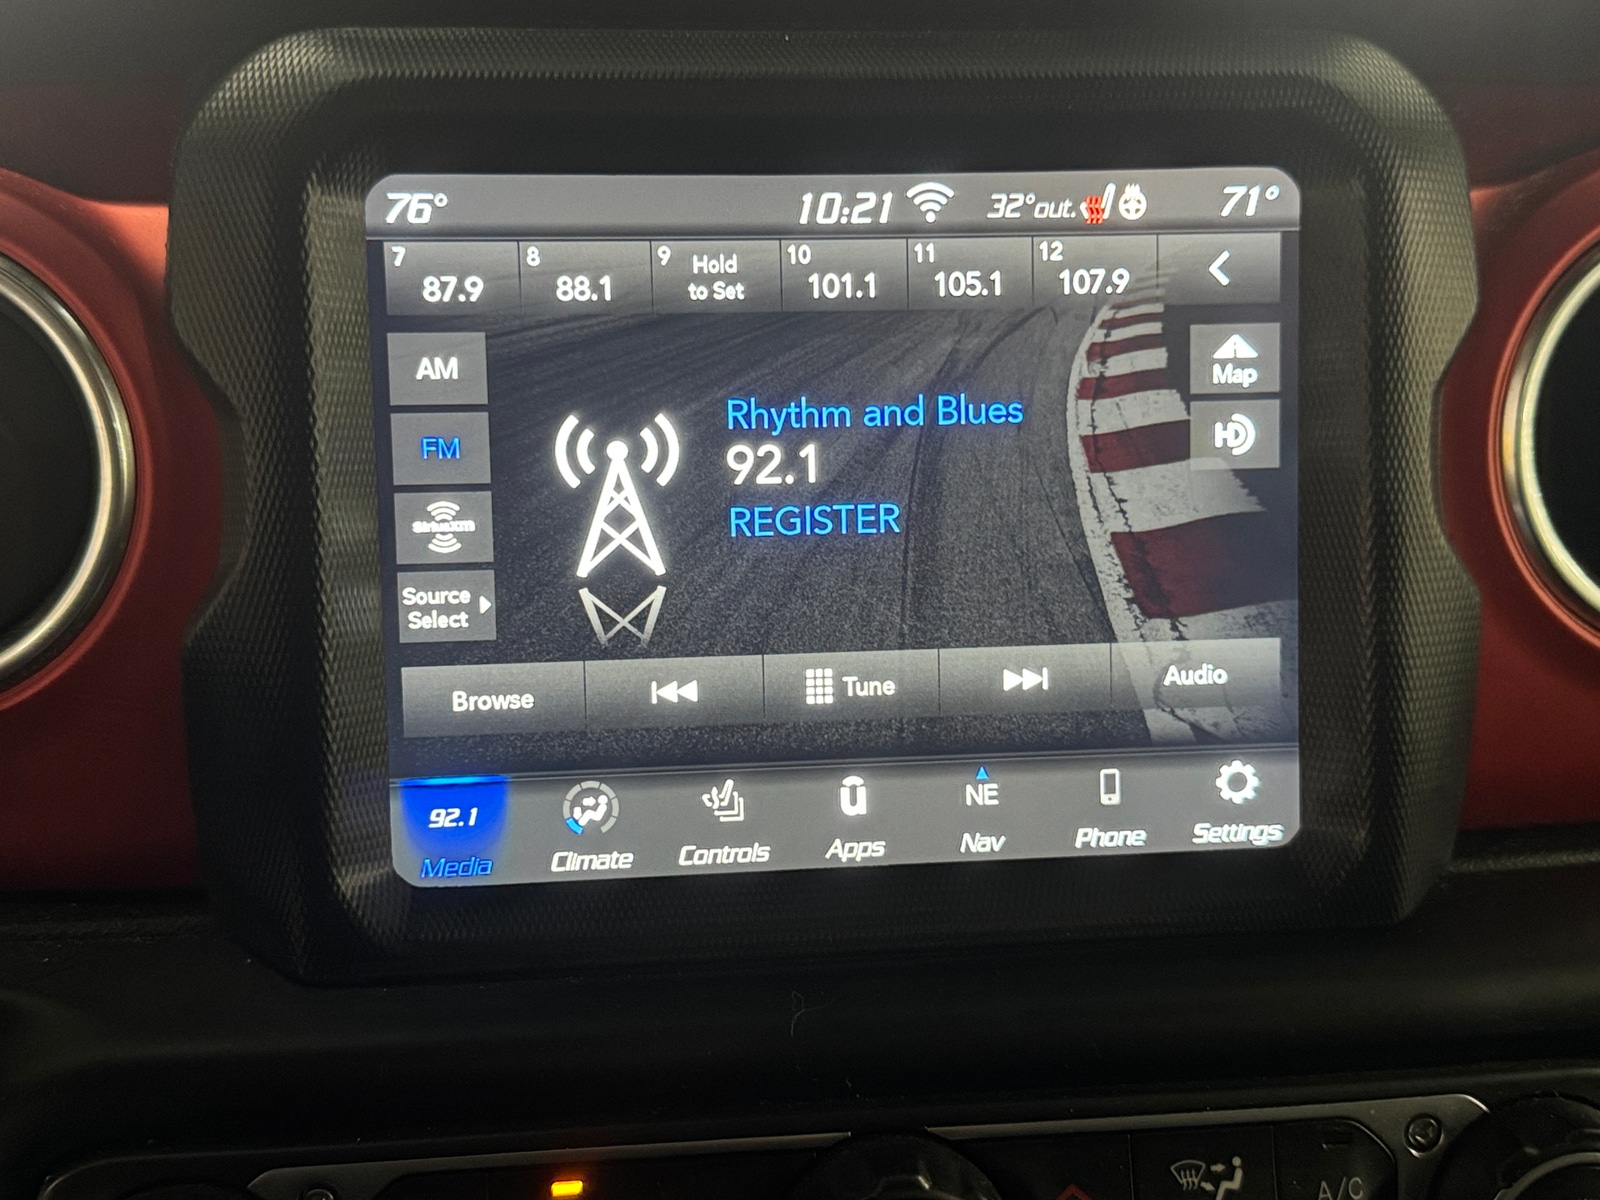 76° 10:21 32°out. 71°
7 87.9 8 88.1 9 Hold to Set 10 101.1 11 105.1 12 107.9
AM
FM
SiriusXM
Source
Select
Rhythm and Blues
92.1
REGISTER
Map
HD
Browse Tune Audio
92.1 NE
Media Climate Controls Apps Nav Phone Settings
A/C